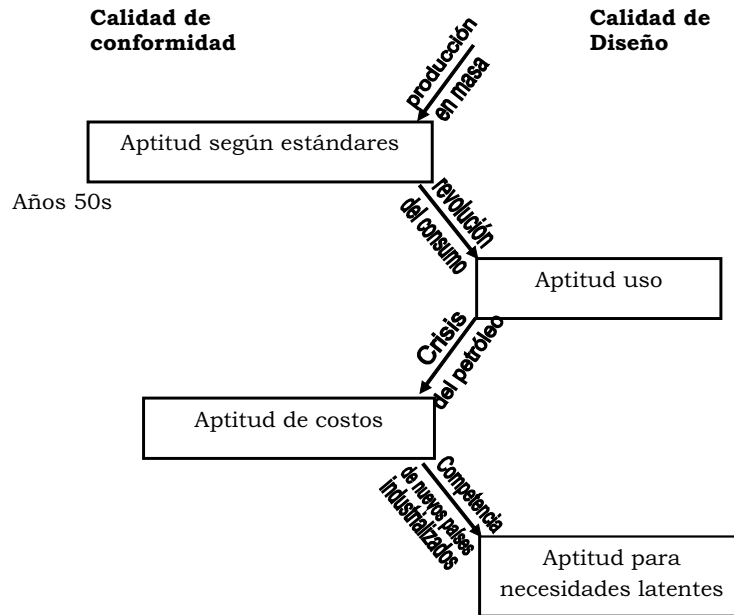 Calidad de
conformidad
Calidad de
Diseño
producción
en masa
Aptitud según estándares
Años 50s
revolución
del consumo
Aptitud uso
Crisis
del petróleo
Aptitud de costos
Competencia
de nuevos países
industrializados
Aptitud para
necesidades latentes